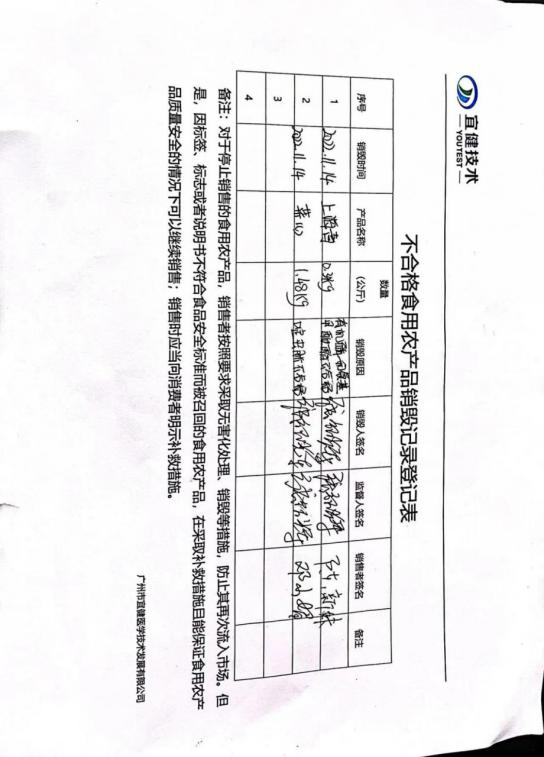 宜健技术
YOUTEST
不合格食用农产品销毁记录登记表
序号 销毁时间 产品名称 数量(公斤) 销毁原因 销毁人签名 监督人签名 销售者签名 备注
1 2022.11.14 上海青 0.3KG
2 2022.11.14 菜心 1.48KG
3
4
备注：对于停止销售的食用农产品，销售者按照要求采取无害化处理、销毁等措施，防止其再次流入市场。但
是，因标签、标志或者说明书不符合食品安全标准而被召回的食用农产品，在采取补救措施且能保证食用农产
品质量安全的情况下可以继续销售；销售时应当向消费者明示补救措施。
广州市宜健医学技术发展有限公司